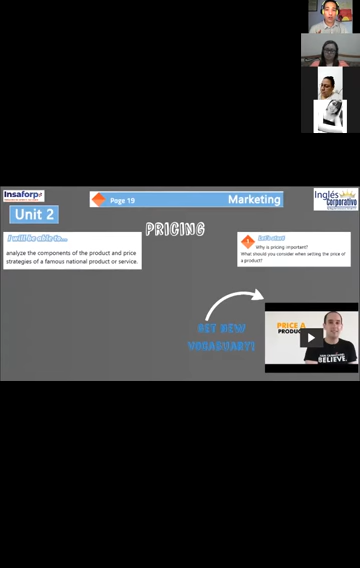 Insaforp
Page 19
Marketing
Inglés
Corporativo
Unit 2
PRICING
I will be able to...
analyze the components of the product and price
strategies of a famous national product or service.
Let's start
Why is pricing important?
What should you consider when setting the price of
a product?
GET NEW
VOCABULARY!
PRICE A
PRODUC
BELIEVE.